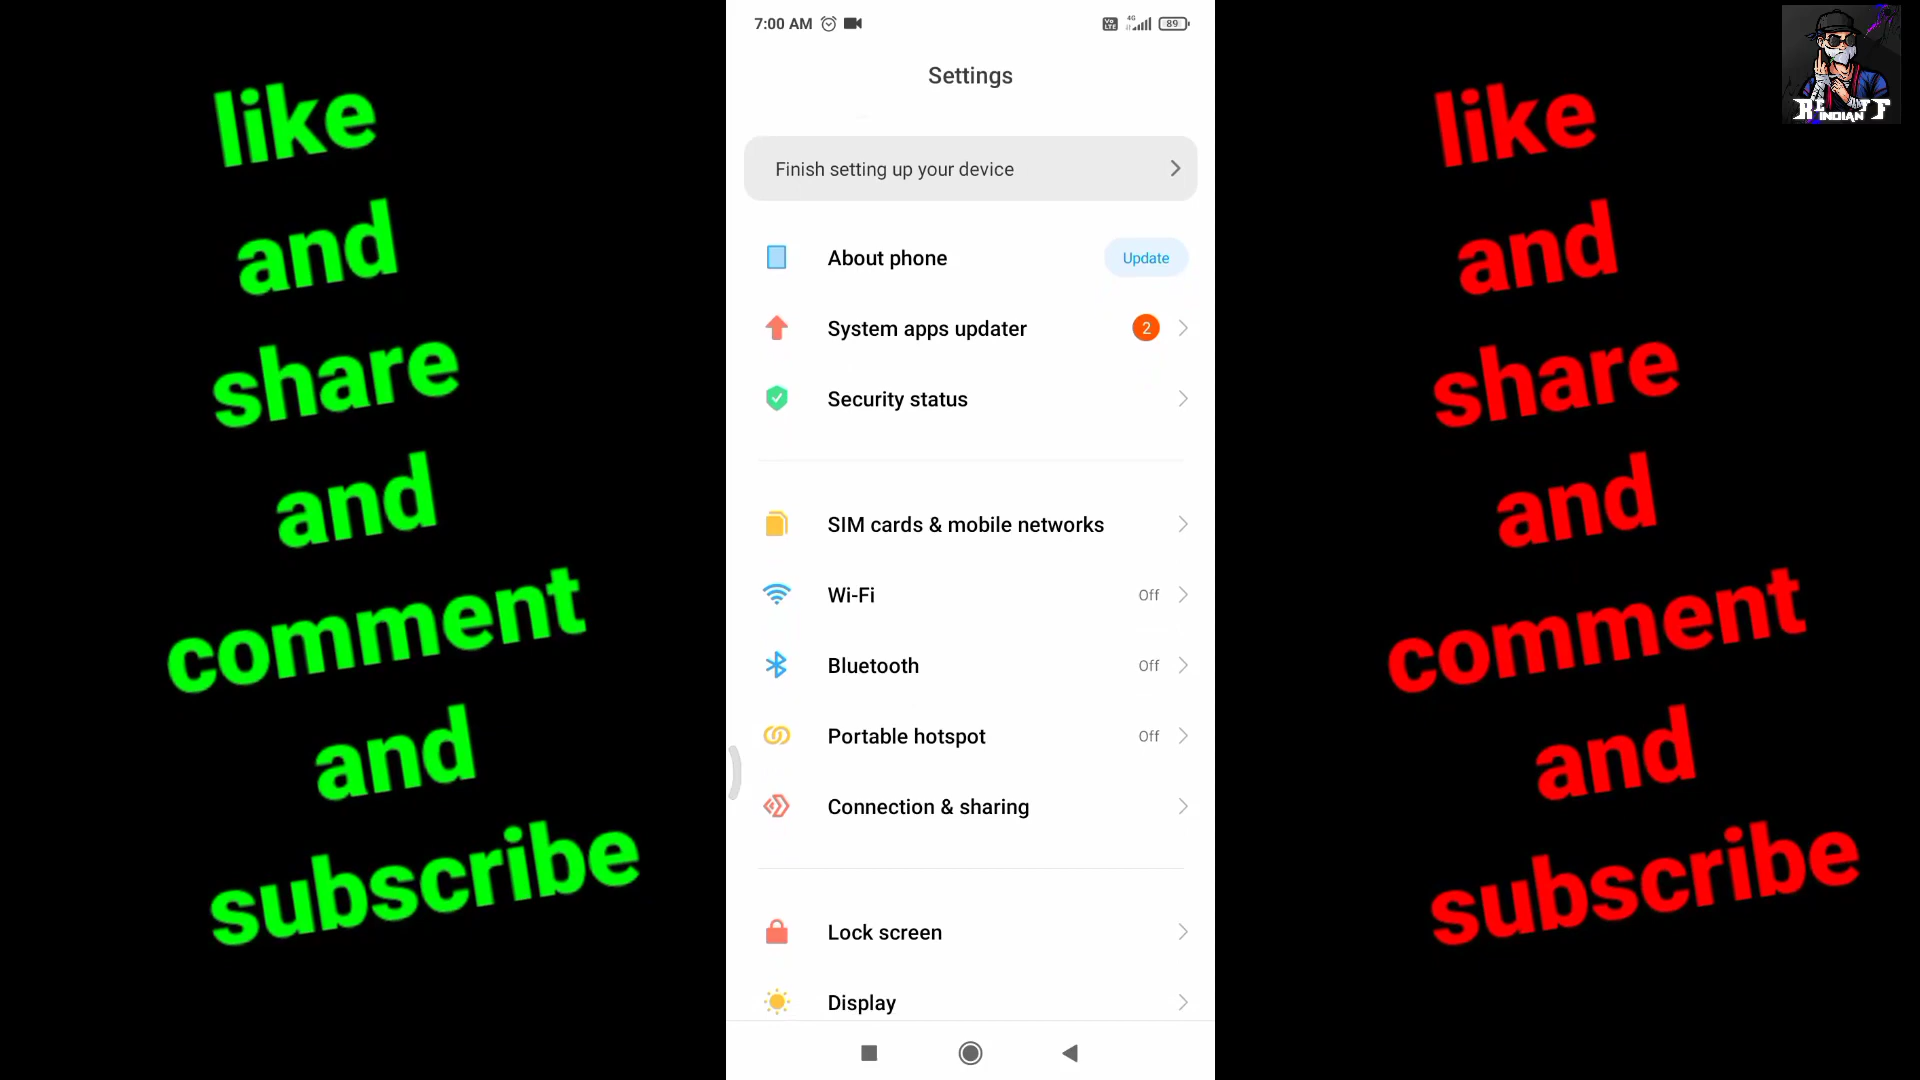 like
and
share
and
comment
and
subscribe
7:00 AM
4G
89
Settings
Finish setting up your device
About phone
Update
System apps updater
2
Security status
SIM cards & mobile networks
Wi-Fi
Off
Bluetooth
Off
Portable hotspot
Off
Connection & sharing
Lock screen
Display
like
and
share
and
comment
and
subscribe
INDIAN